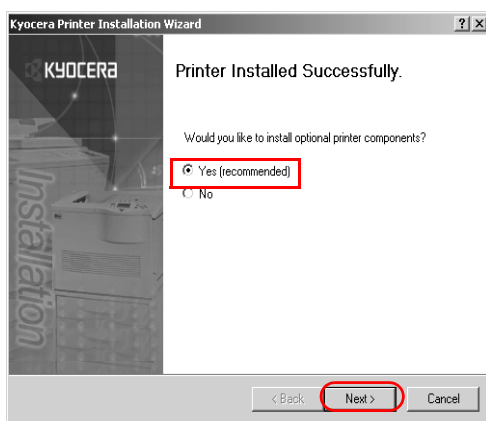 Kyocera Printer Installation Wizard
KYOCERA
Printer Installed Successfully.
Would you like to install optional printer components?
Yes (recommended)
No
Installation
< Back
Next >
Cancel